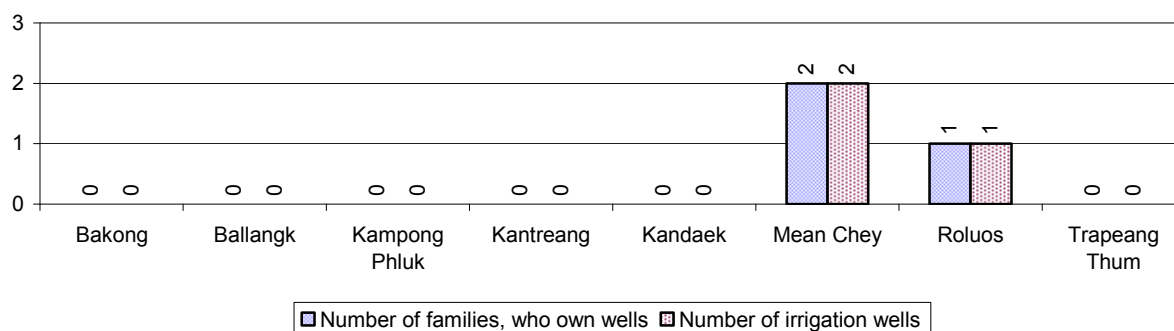 3
2
1
0
0 0 0 0 0 0 0 0 0 0 2 2 1 1 0 0
Bakong Ballangk Kampong Phluk Kantreang Kandaek Mean Chey Roluos Trapeang Thum
Number of families, who own wells Number of irrigation wells